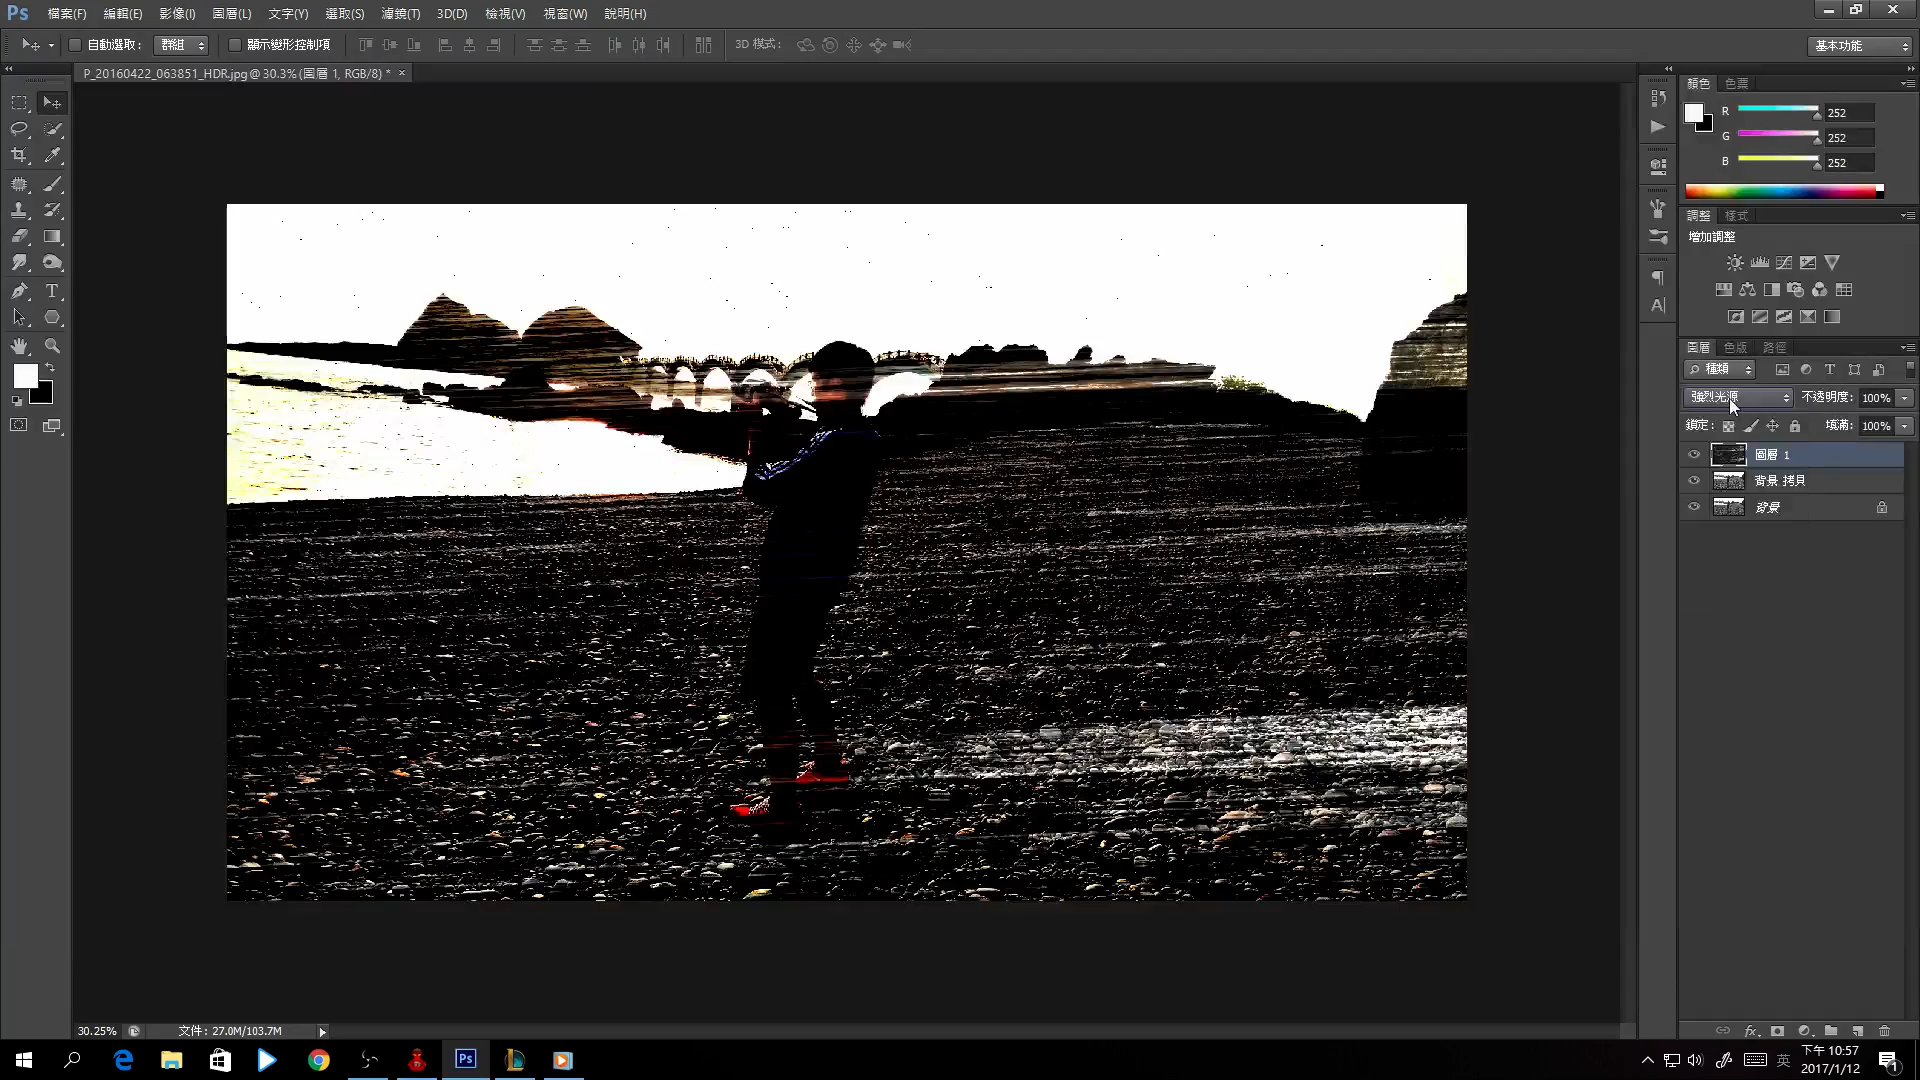 Ps 檔案(F) 編輯(E) 影像(I) 圖層(L) 文字(Y) 選取(S) 濾鏡(T) 3D(D) 檢視(V) 視窗(W) 說明(H)
自動選取: 群組 顯示變形控制項 3D 模式: 基本功能
P_20160422_063851_HDR.jpg @ 30.3% (圖層 1, RGB/8) * ×
顏色 色票
R 252
G 252
B 252
調整 樣式
增加調整
圖層 色版 路徑
種類
強烈光源 不透明度: 100%
鎖定: 填滿: 100%
圖層 1
背景 拷貝
背景
30.25% 文件: 27.0M/103.7M
fx
Ps 英 下午 10:57
2017/1/12 1